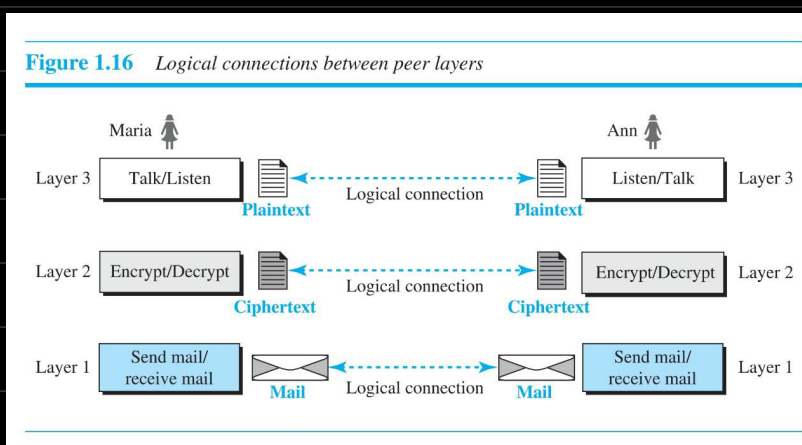 Figure 1.16 Logical connections between peer layers
Maria
Ann
Layer 3
Talk/Listen
Plaintext
Logical connection
Plaintext
Listen/Talk
Layer 3
Layer 2
Encrypt/Decrypt
Ciphertext
Logical connection
Ciphertext
Encrypt/Decrypt
Layer 2
Layer 1
Send mail/
receive mail
Mail
Logical connection
Mail
Send mail/
receive mail
Layer 1